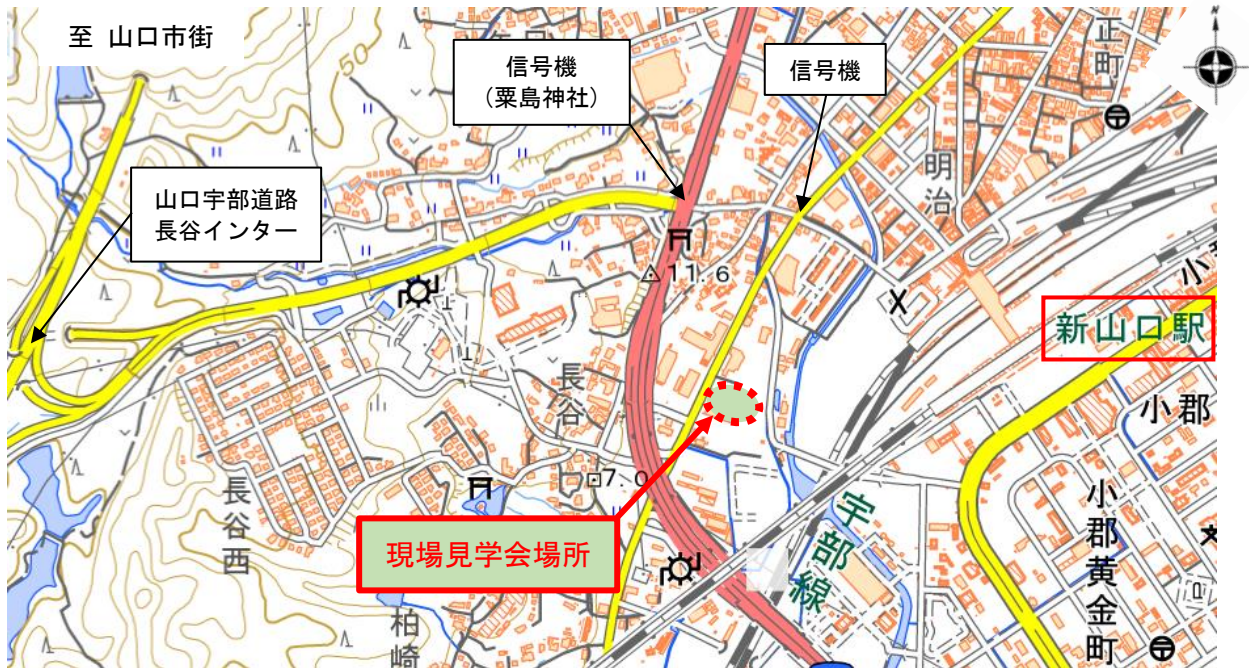 至 山口市街
50
信号機
(粟島神社)
信号機
正町
明治
山口宇部道路
長谷インター
11.6
新山口駅
小郡
長谷
7.0
長谷西
現場見学会場所
宇部線
小郡黄金町
柏崎